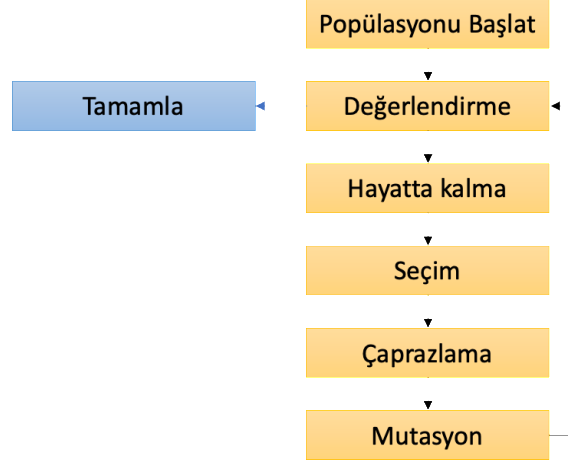 Popülasyonu Başlat
Tamamla
Değerlendirme
Hayatta kalma
Seçim
Çaprazlama
Mutasyon